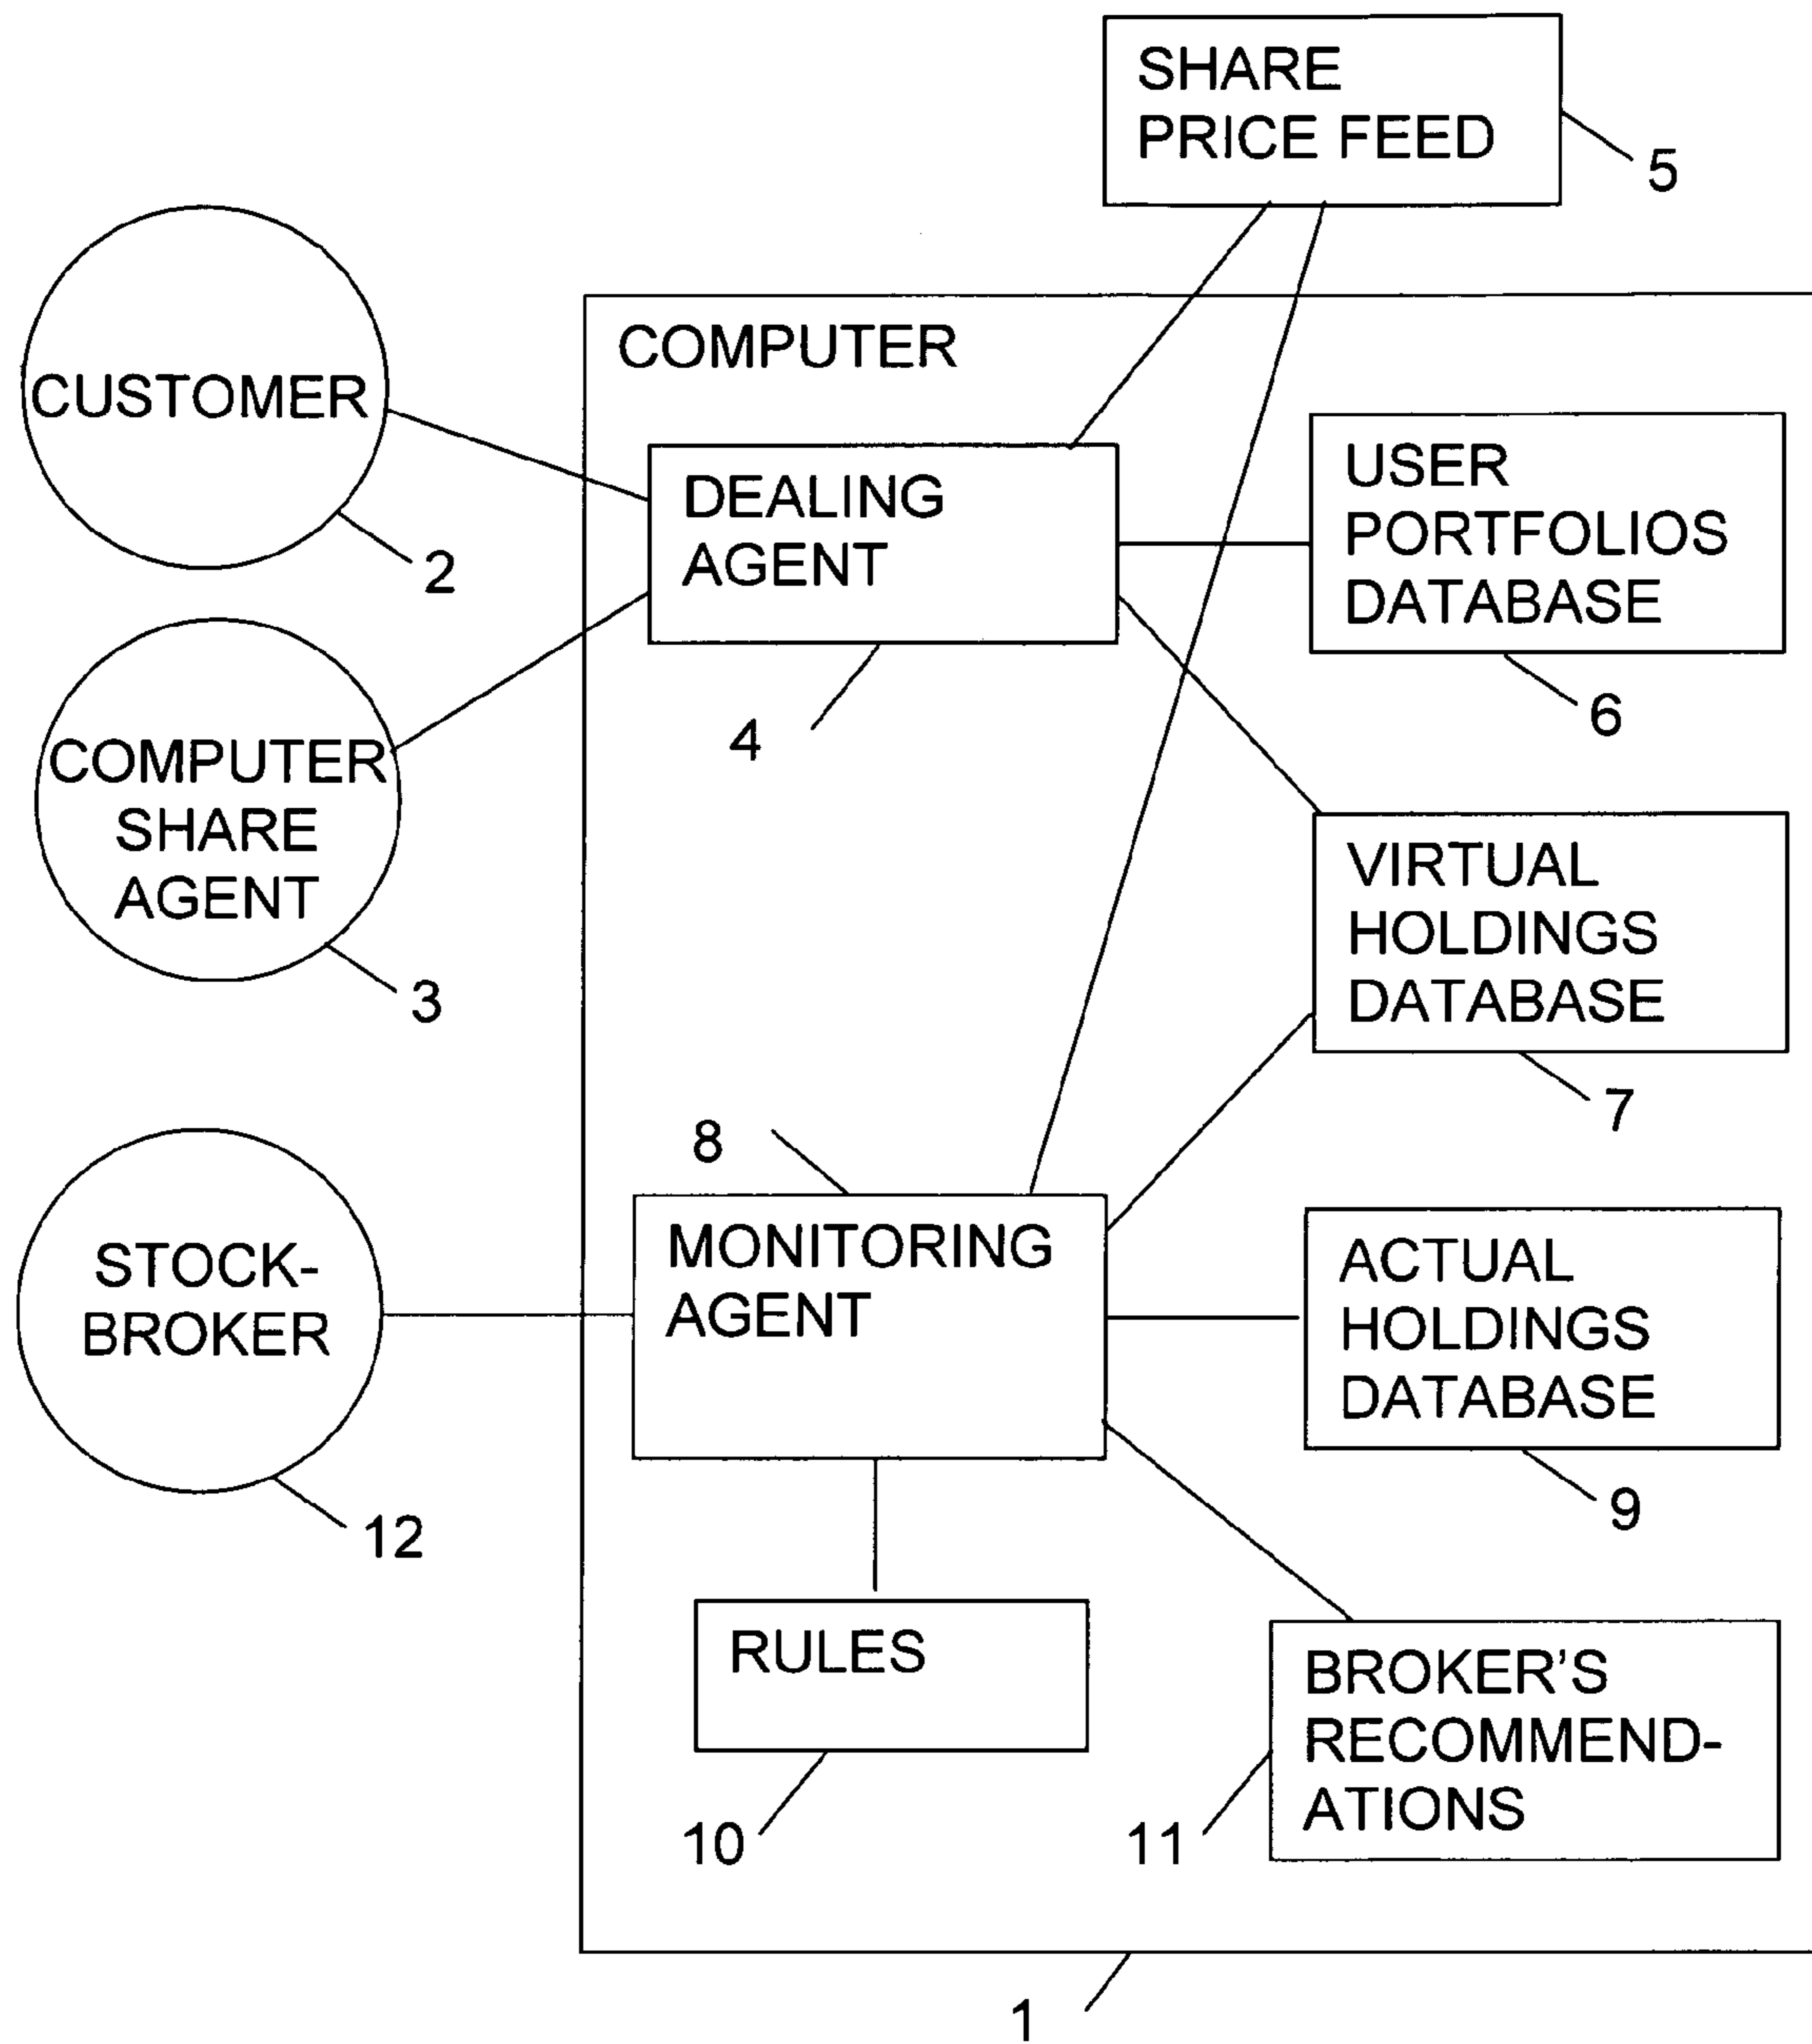 SHARE
PRICE FEED
5
COMPUTER
CUSTOMER
2
DEALING
AGENT
4
USER
PORTFOLIOS
DATABASE
6
COMPUTER
SHARE
AGENT
3
VIRTUAL
HOLDINGS
DATABASE
7
8
MONITORING
AGENT
STOCK-
BROKER
12
ACTUAL
HOLDINGS
DATABASE
9
RULES
10
BROKER'S
RECOMMEND-
ATIONS
11
1